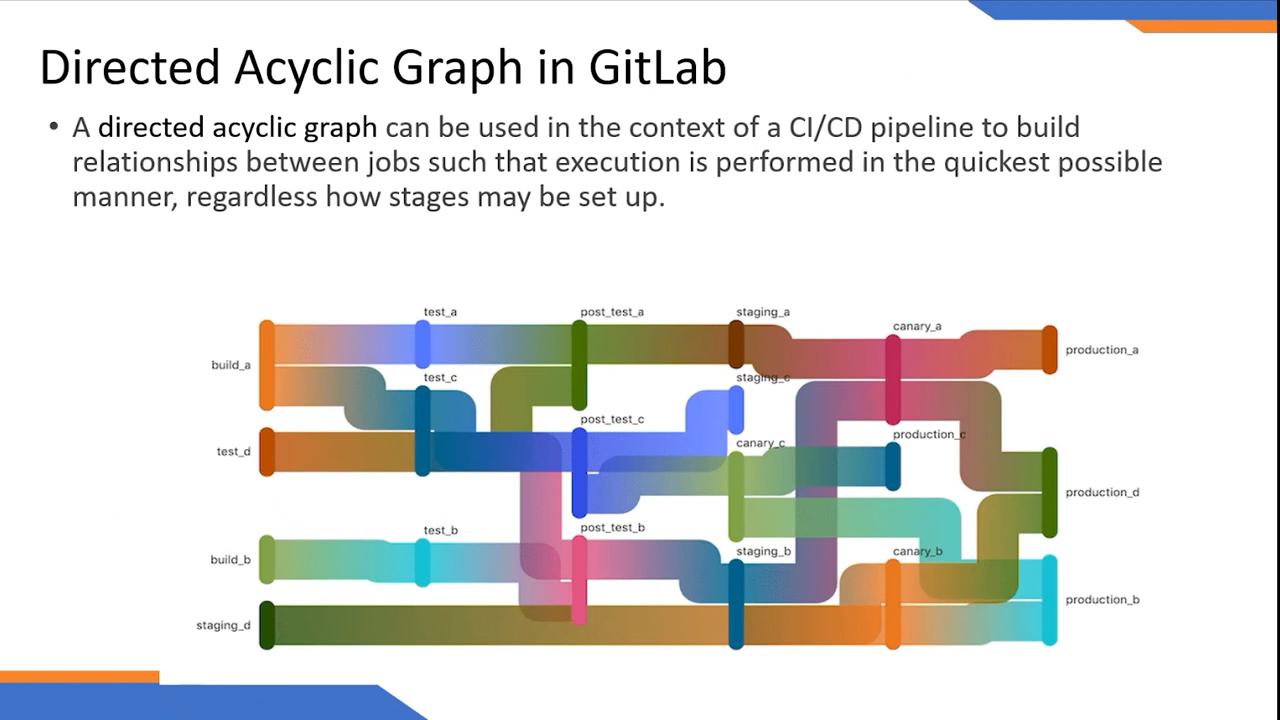 Directed Acyclic Graph in GitLab
• A directed acyclic graph can be used in the context of a CI/CD pipeline to build
relationships between jobs such that execution is performed in the quickest possible
manner, regardless how stages may be set up.
test_a
post_test_a
staging_a
canary_a
production_a
build_a
test_c
staging_c
post_test_c
canary_c
production_c
test_d
production_d
test_b
post_test_b
staging_b
canary_b
build_b
production_b
staging_d